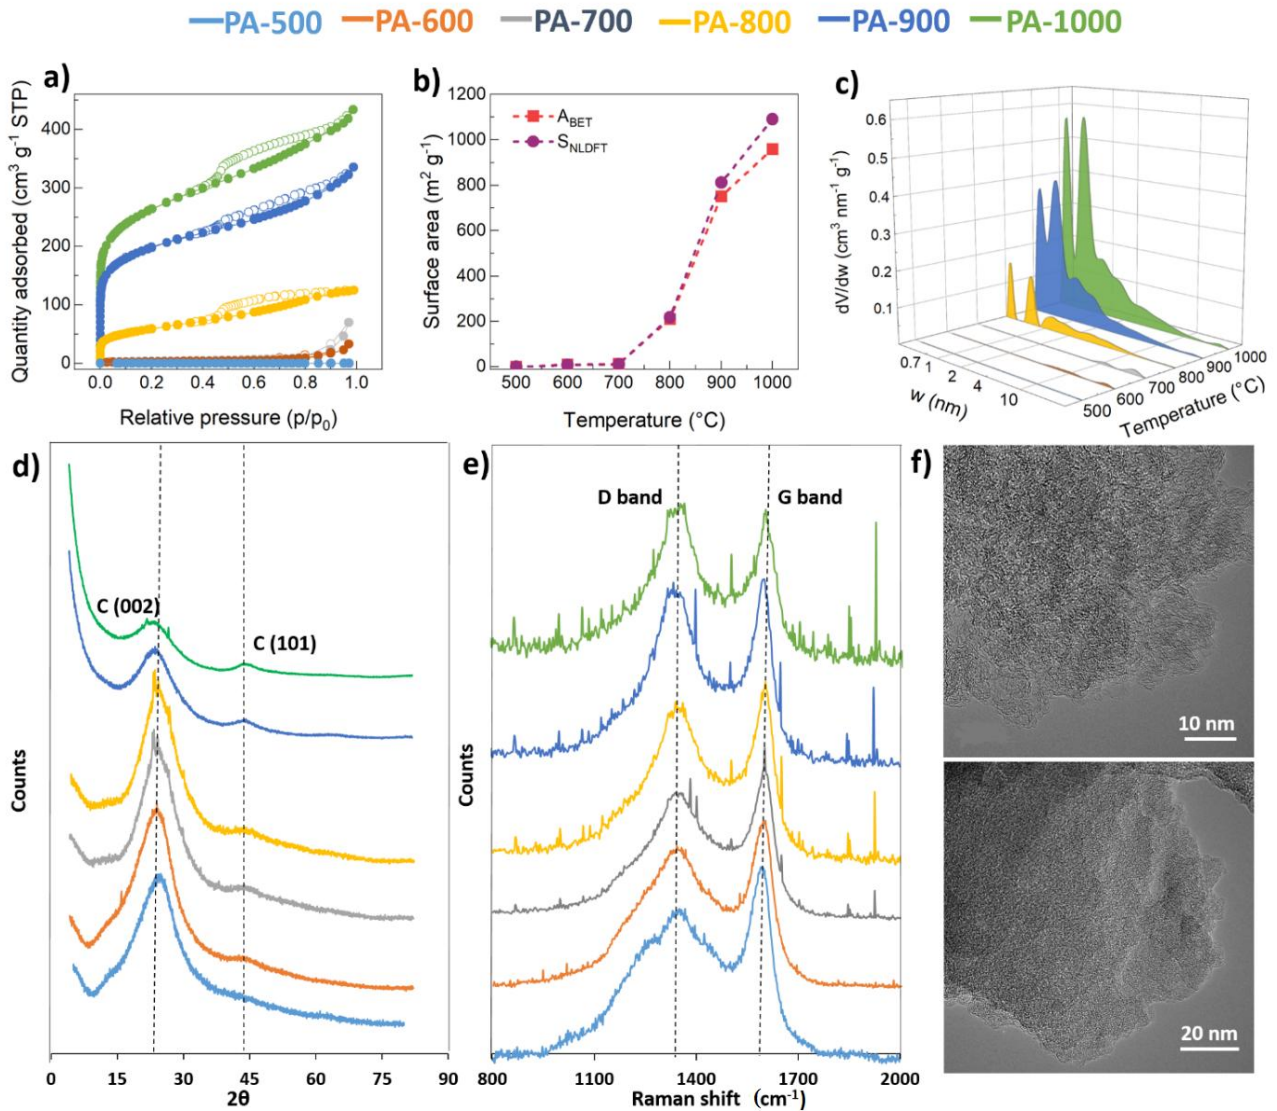 PA-500 PA-600 PA-700 PA-800 PA-900 PA-1000
a)
Quantity adsorbed (cm³ g⁻¹ STP)
400
300
200
100
0
0.0 0.2 0.4 0.6 0.8 1.0
Relative pressure (p/p₀)
b)
Surface area (m² g⁻¹)
1200
1000
800
600
400
200
0
A_BET
S_NLDFT
500 600 700 800 900 1000
Temperature (°C)
c)
dV/dw (cm³ nm⁻¹ g⁻¹)
0.6
0.5
0.4
0.3
0.2
0.1
0.7 1 2 4 10
w (nm)
500 600 700 800 900 1000
Temperature (°C)
d)
C (002)
C (101)
Counts
0 15 30 45 60 75 90
2θ
e)
D band
G band
Counts
800 1100 1400 1700 2000
Raman shift (cm⁻¹)
f)
10 nm
20 nm